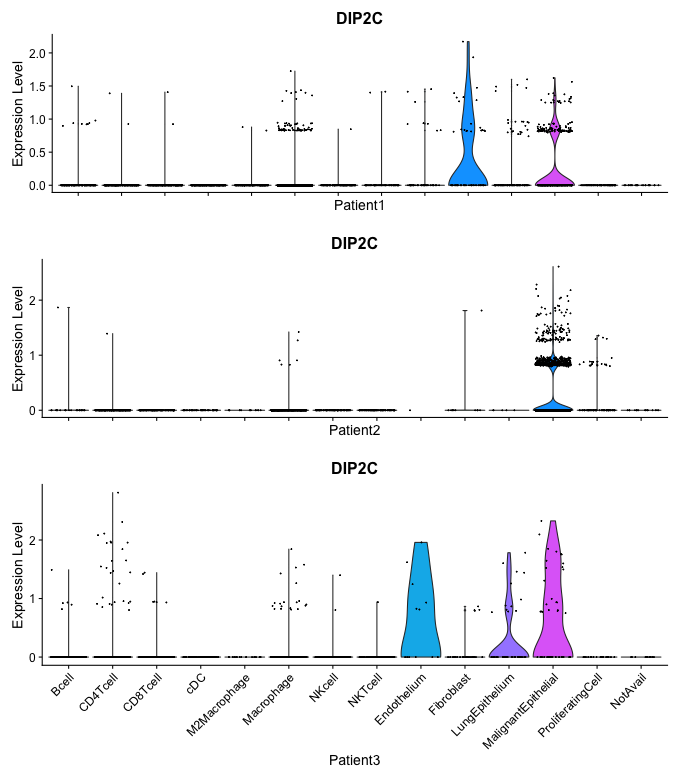 DIP2C
Expression Level
2.0
1.5
1.0
0.5
0.0
Patient1
DIP2C
Expression Level
2
1
0
Patient2
DIP2C
Expression Level
2
1
0
Bcell
CD4Tcell
CD8Tcell
cDC
M2Macrophage
Macrophage
NKcell
NKTcell
Endothelium
Fibroblast
LungEpithelium
MalignantEpithelial
ProliferatingCell
NotAvail
Patient3